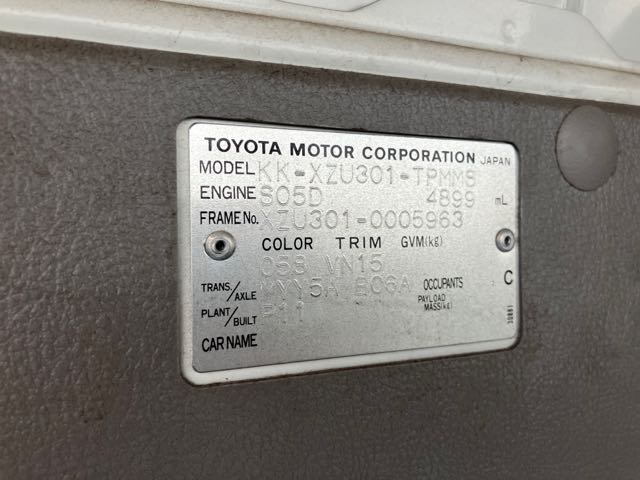 TOYOTA MOTOR CORPORATION JAPAN
MODEL KK-XZU301-TPMMS
ENGINE S05D 4899 mL
FRAME No. XZU301-0005963
COLOR TRIM GVM(kg)
058 VN15
TRANS./AXLE MYY5A B06A OCCUPANTS C
PLANT/BUILT P11 PAYLOAD MASS(kg)
CAR NAME